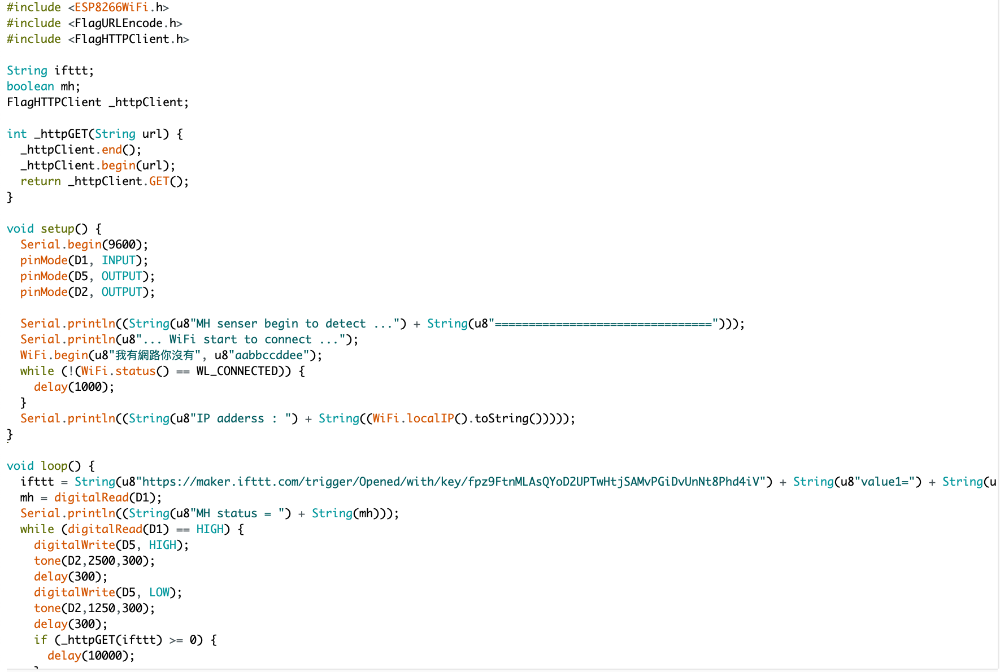 #include <ESP8266WiFi.h>
#include <FlagURLEncode.h>
#include <FlagHTTPClient.h>
String ifttt;
boolean mh;
FlagHTTPClient _httpClient;
int _httpGET(String url) {
  _httpClient.end();
  _httpClient.begin(url);
  return _httpClient.GET();
}
void setup() {
  Serial.begin(9600);
  pinMode(D1, INPUT);
  pinMode(D5, OUTPUT);
  pinMode(D2, OUTPUT);
  Serial.println((String(u8"MH senser begin to detect ...") + String(u8"================================")));
  Serial.println(u8"... WiFi start to connect ...");
  WiFi.begin(u8"我有網路你沒有", u8"aabbccddee");
  while (!(WiFi.status() == WL_CONNECTED)) {
    delay(1000);
  }
  Serial.println((String(u8"IP adderss : ") + String((WiFi.localIP().toString()))));
}
void loop() {
  ifttt = String(u8"https://maker.ifttt.com/trigger/Opened/with/key/fpz9FtnMLAsQYoD2UPTwHtjSAMvPGiDvUnNt8Phd4iV") + String(u8"value1=") + String(u
  mh = digitalRead(D1);
  Serial.println((String(u8"MH status = ") + String(mh)));
  while (digitalRead(D1) == HIGH) {
    digitalWrite(D5, HIGH);
    tone(D2,2500,300);
    delay(300);
    digitalWrite(D5, LOW);
    tone(D2,1250,300);
    delay(300);
    if (_httpGET(ifttt) >= 0) {
      delay(10000);